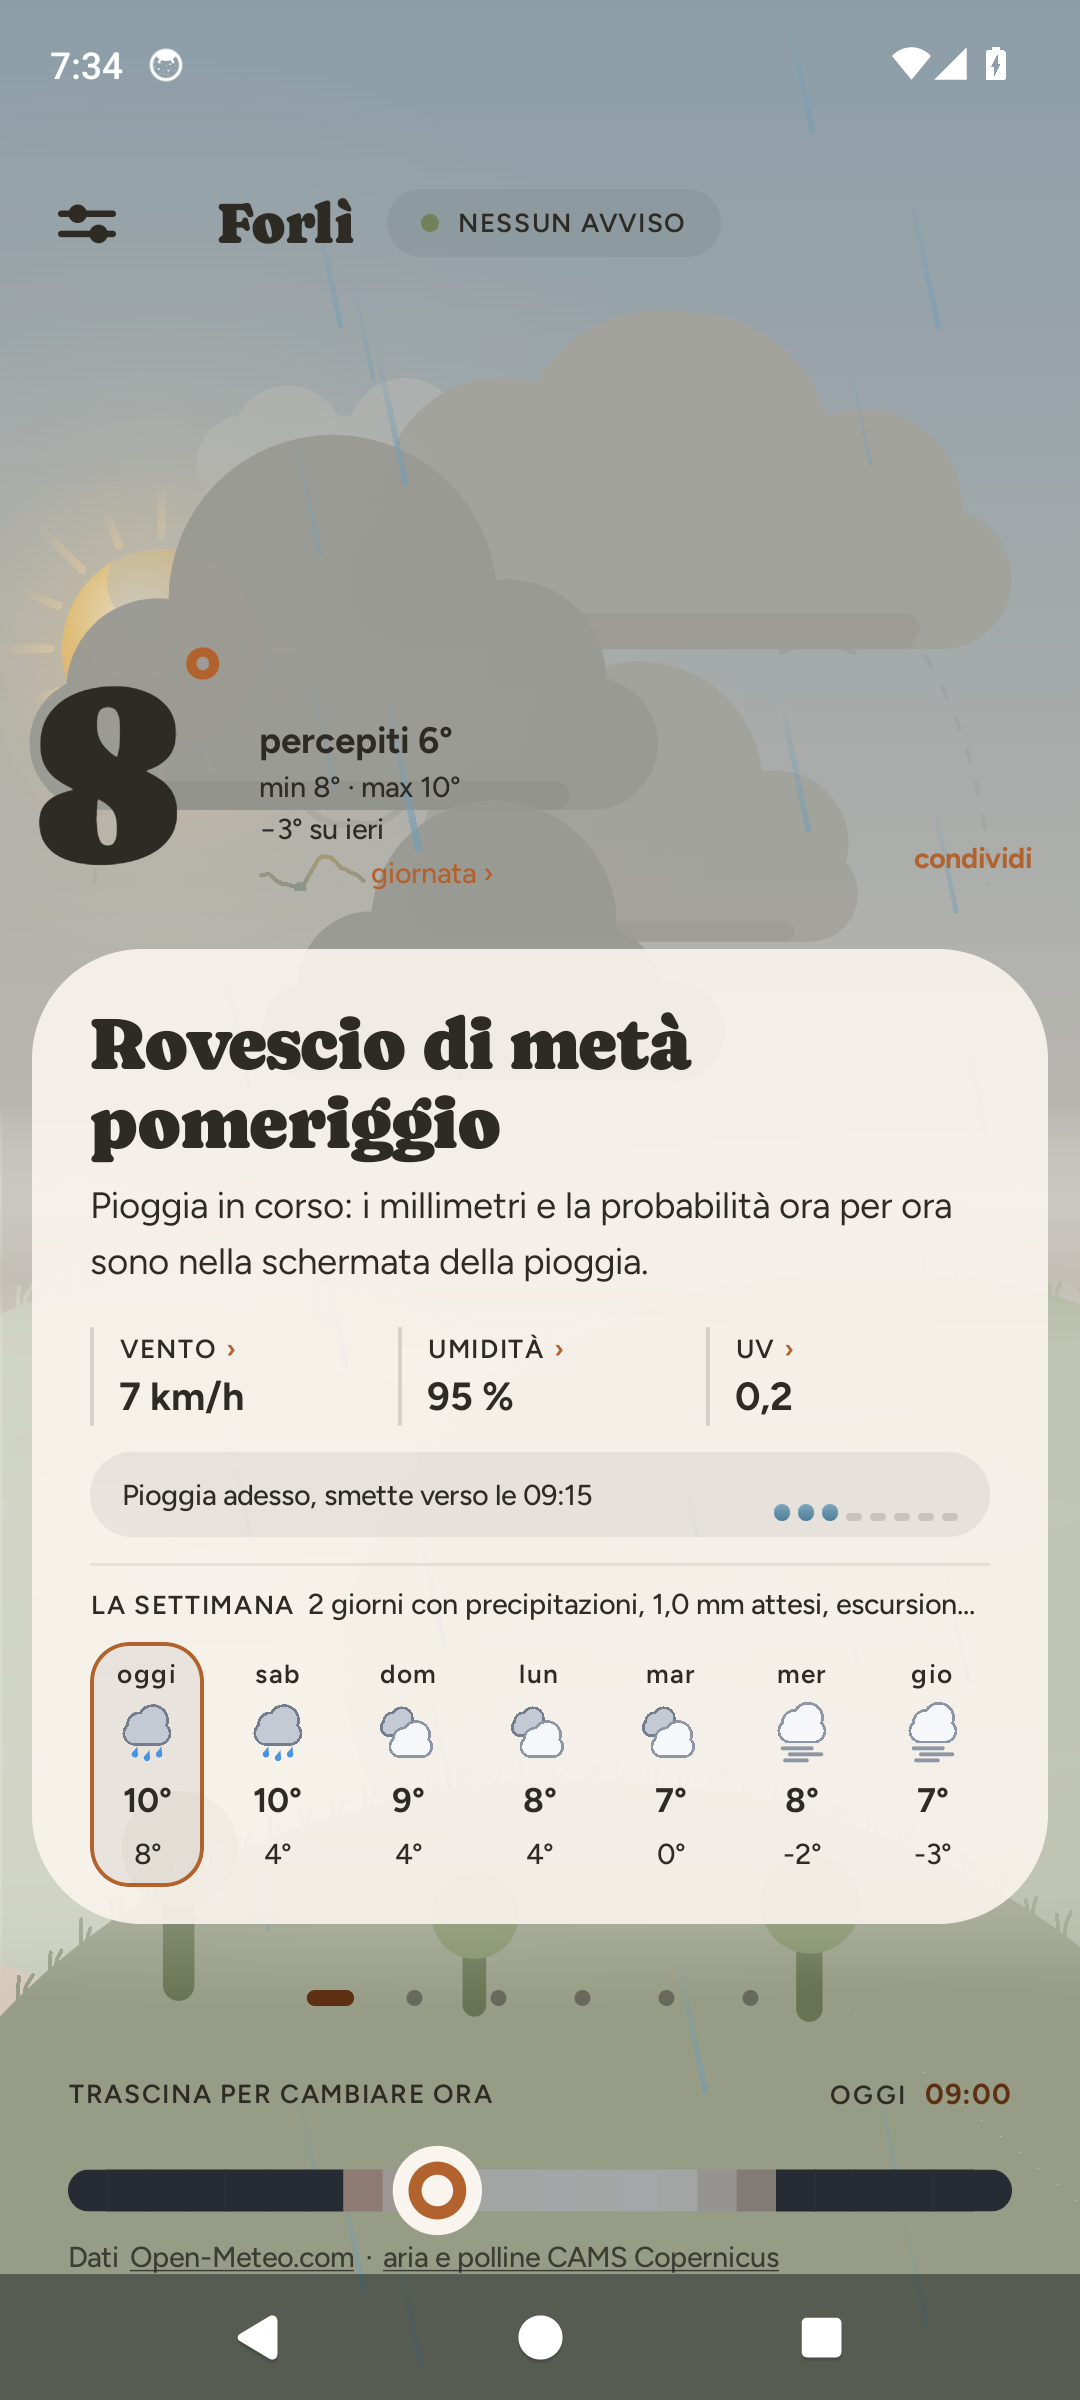 7:34
Forlì
NESSUN AVVISO
8°
percepiti 6°
min 8° · max 10°
−3° su ieri
giornata ›
condividi
Rovescio di metà
pomeriggio
Pioggia in corso: i millimetri e la probabilità ora per ora
sono nella schermata della pioggia.
VENTO › UMIDITÀ › UV ›
7 km/h 95 % 0,2
Pioggia adesso, smette verso le 09:15
LA SETTIMANA 2 giorni con precipitazioni, 1,0 mm attesi, escursion...
oggi sab dom lun mar mer gio
10° 10° 9° 8° 7° 8° 7°
8° 4° 4° 4° 0° -2° -3°
TRASCINA PER CAMBIARE ORA OGGI 09:00
Dati Open-Meteo.com · aria e polline CAMS Copernicus